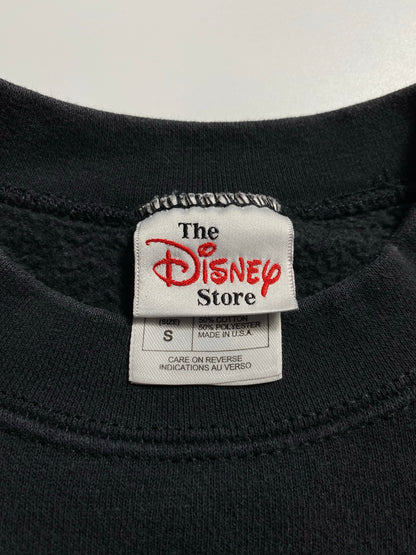 The
Disney
Store
(SIZE)
S
50% COTTON
50% POLYESTER
MADE IN U.S.A.
CARE ON REVERSE
INDICATIONS AU VERSO